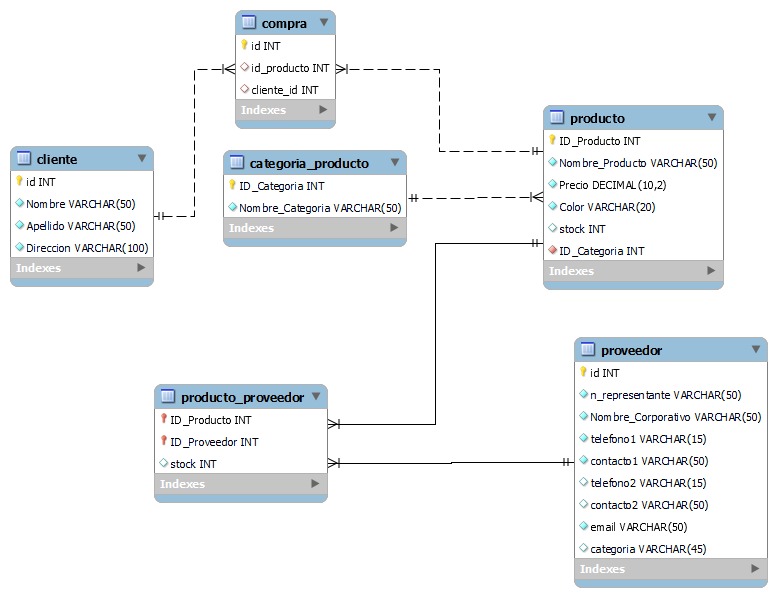 compra
id INT
id_producto INT
cliente_id INT
Indexes
cliente
id INT
Nombre VARCHAR(50)
Apellido VARCHAR(50)
Direccion VARCHAR(100)
Indexes
categoria_producto
ID_Categoria INT
Nombre_Categoria VARCHAR(50)
Indexes
producto
ID_Producto INT
Nombre_Producto VARCHAR(50)
Precio DECIMAL(10,2)
Color VARCHAR(20)
stock INT
ID_Categoria INT
Indexes
producto_proveedor
ID_Producto INT
ID_Proveedor INT
stock INT
Indexes
proveedor
id INT
n_representante VARCHAR(50)
Nombre_Corporativo VARCHAR(50)
telefono1 VARCHAR(15)
contacto1 VARCHAR(50)
telefono2 VARCHAR(15)
contacto2 VARCHAR(50)
email VARCHAR(50)
categoria VARCHAR(45)
Indexes